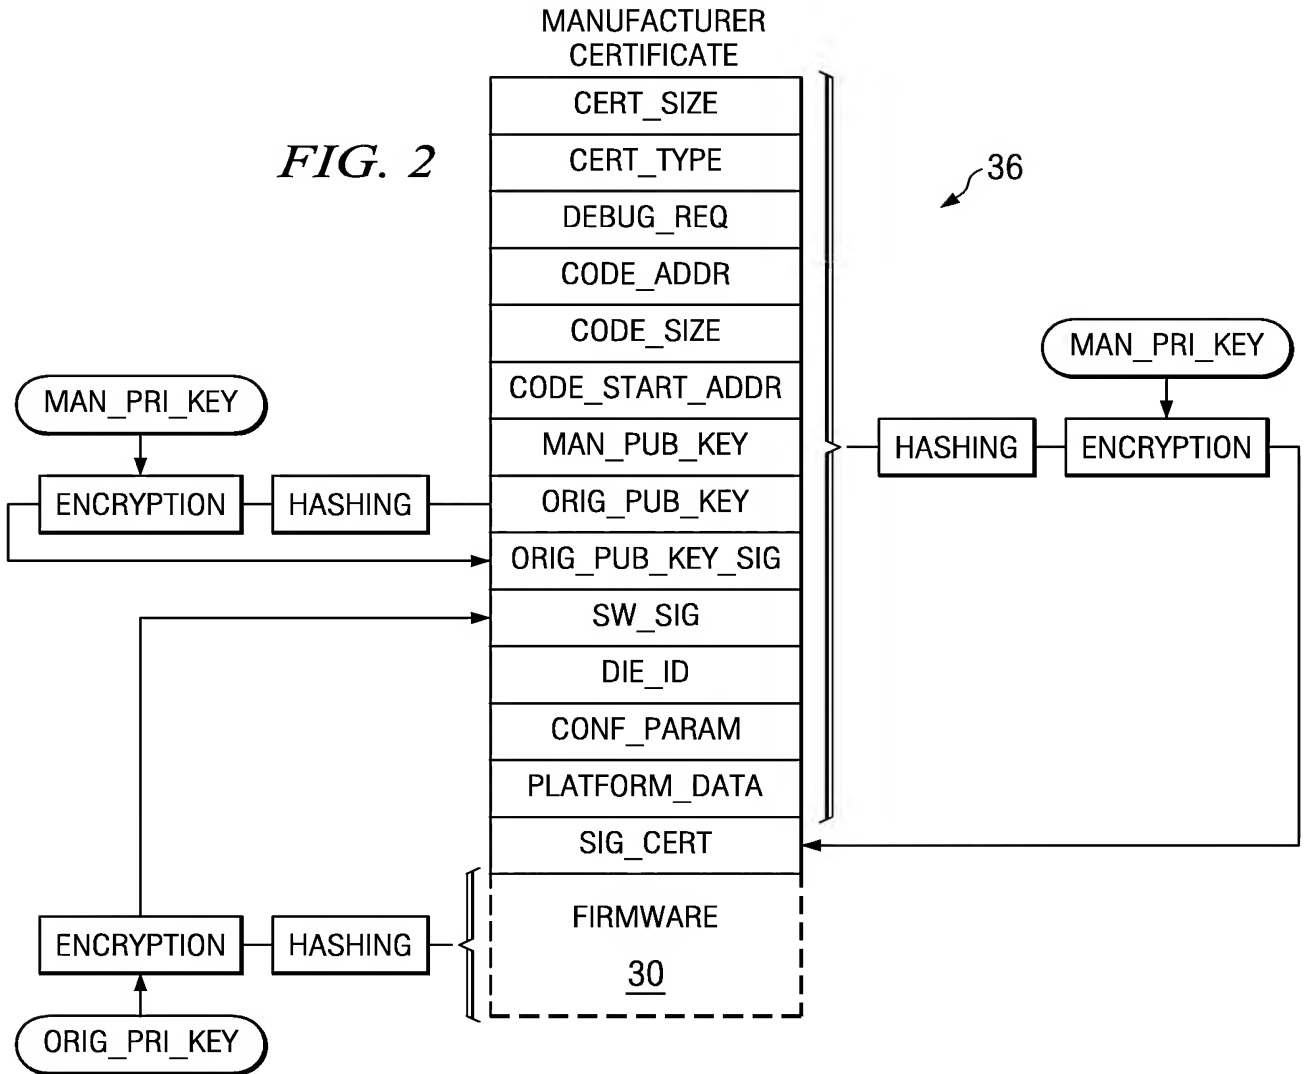 MANUFACTURER
CERTIFICATE
FIG. 2
36
CERT_SIZE
CERT_TYPE
DEBUG_REQ
CODE_ADDR
CODE_SIZE
CODE_START_ADDR
MAN_PUB_KEY
ORIG_PUB_KEY
ORIG_PUB_KEY_SIG
SW_SIG
DIE_ID
CONF_PARAM
PLATFORM_DATA
SIG_CERT
FIRMWARE
30
MAN_PRI_KEY
ENCRYPTION
HASHING
MAN_PRI_KEY
HASHING
ENCRYPTION
ENCRYPTION
HASHING
ORIG_PRI_KEY